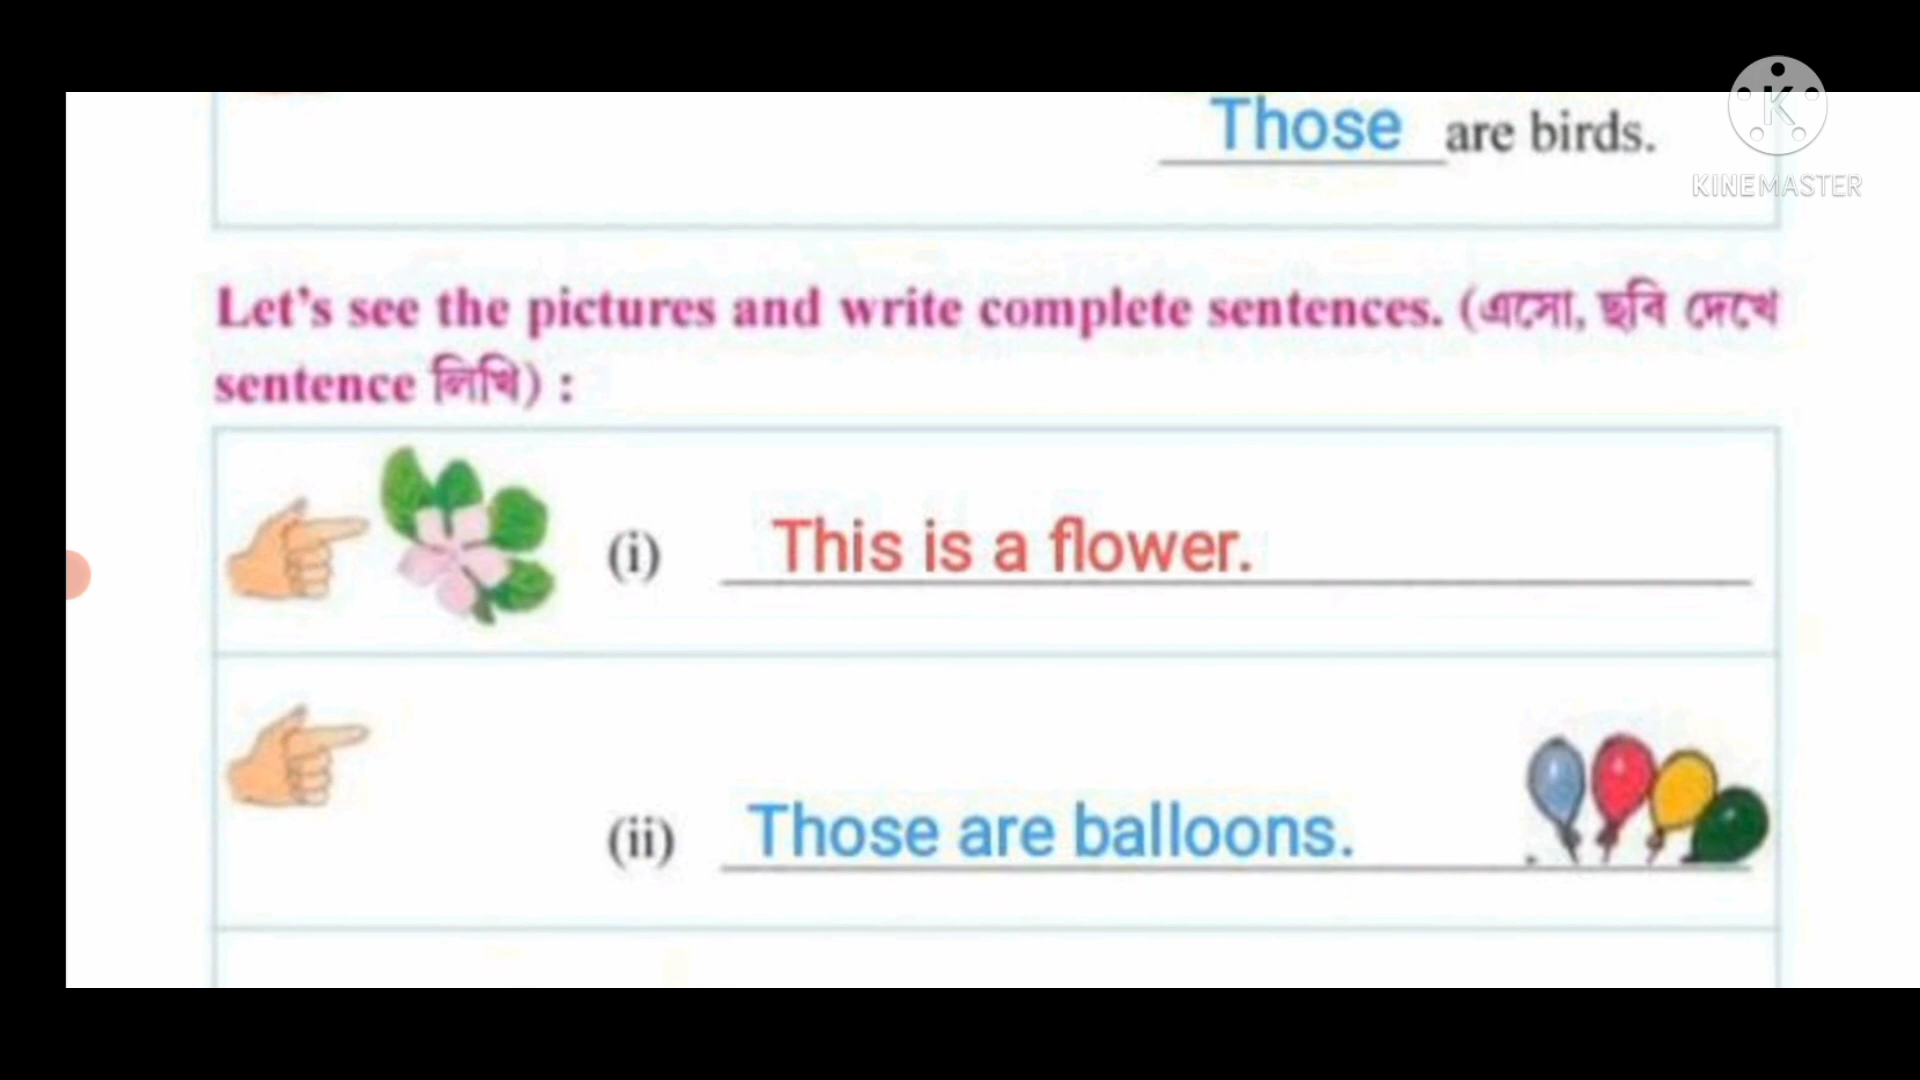 Those are birds.
KINEMASTER
Let's see the pictures and write complete sentences. (এসো, ছবি দেখে
sentence লিখি) :
(i) This is a flower.
(ii) Those are balloons.